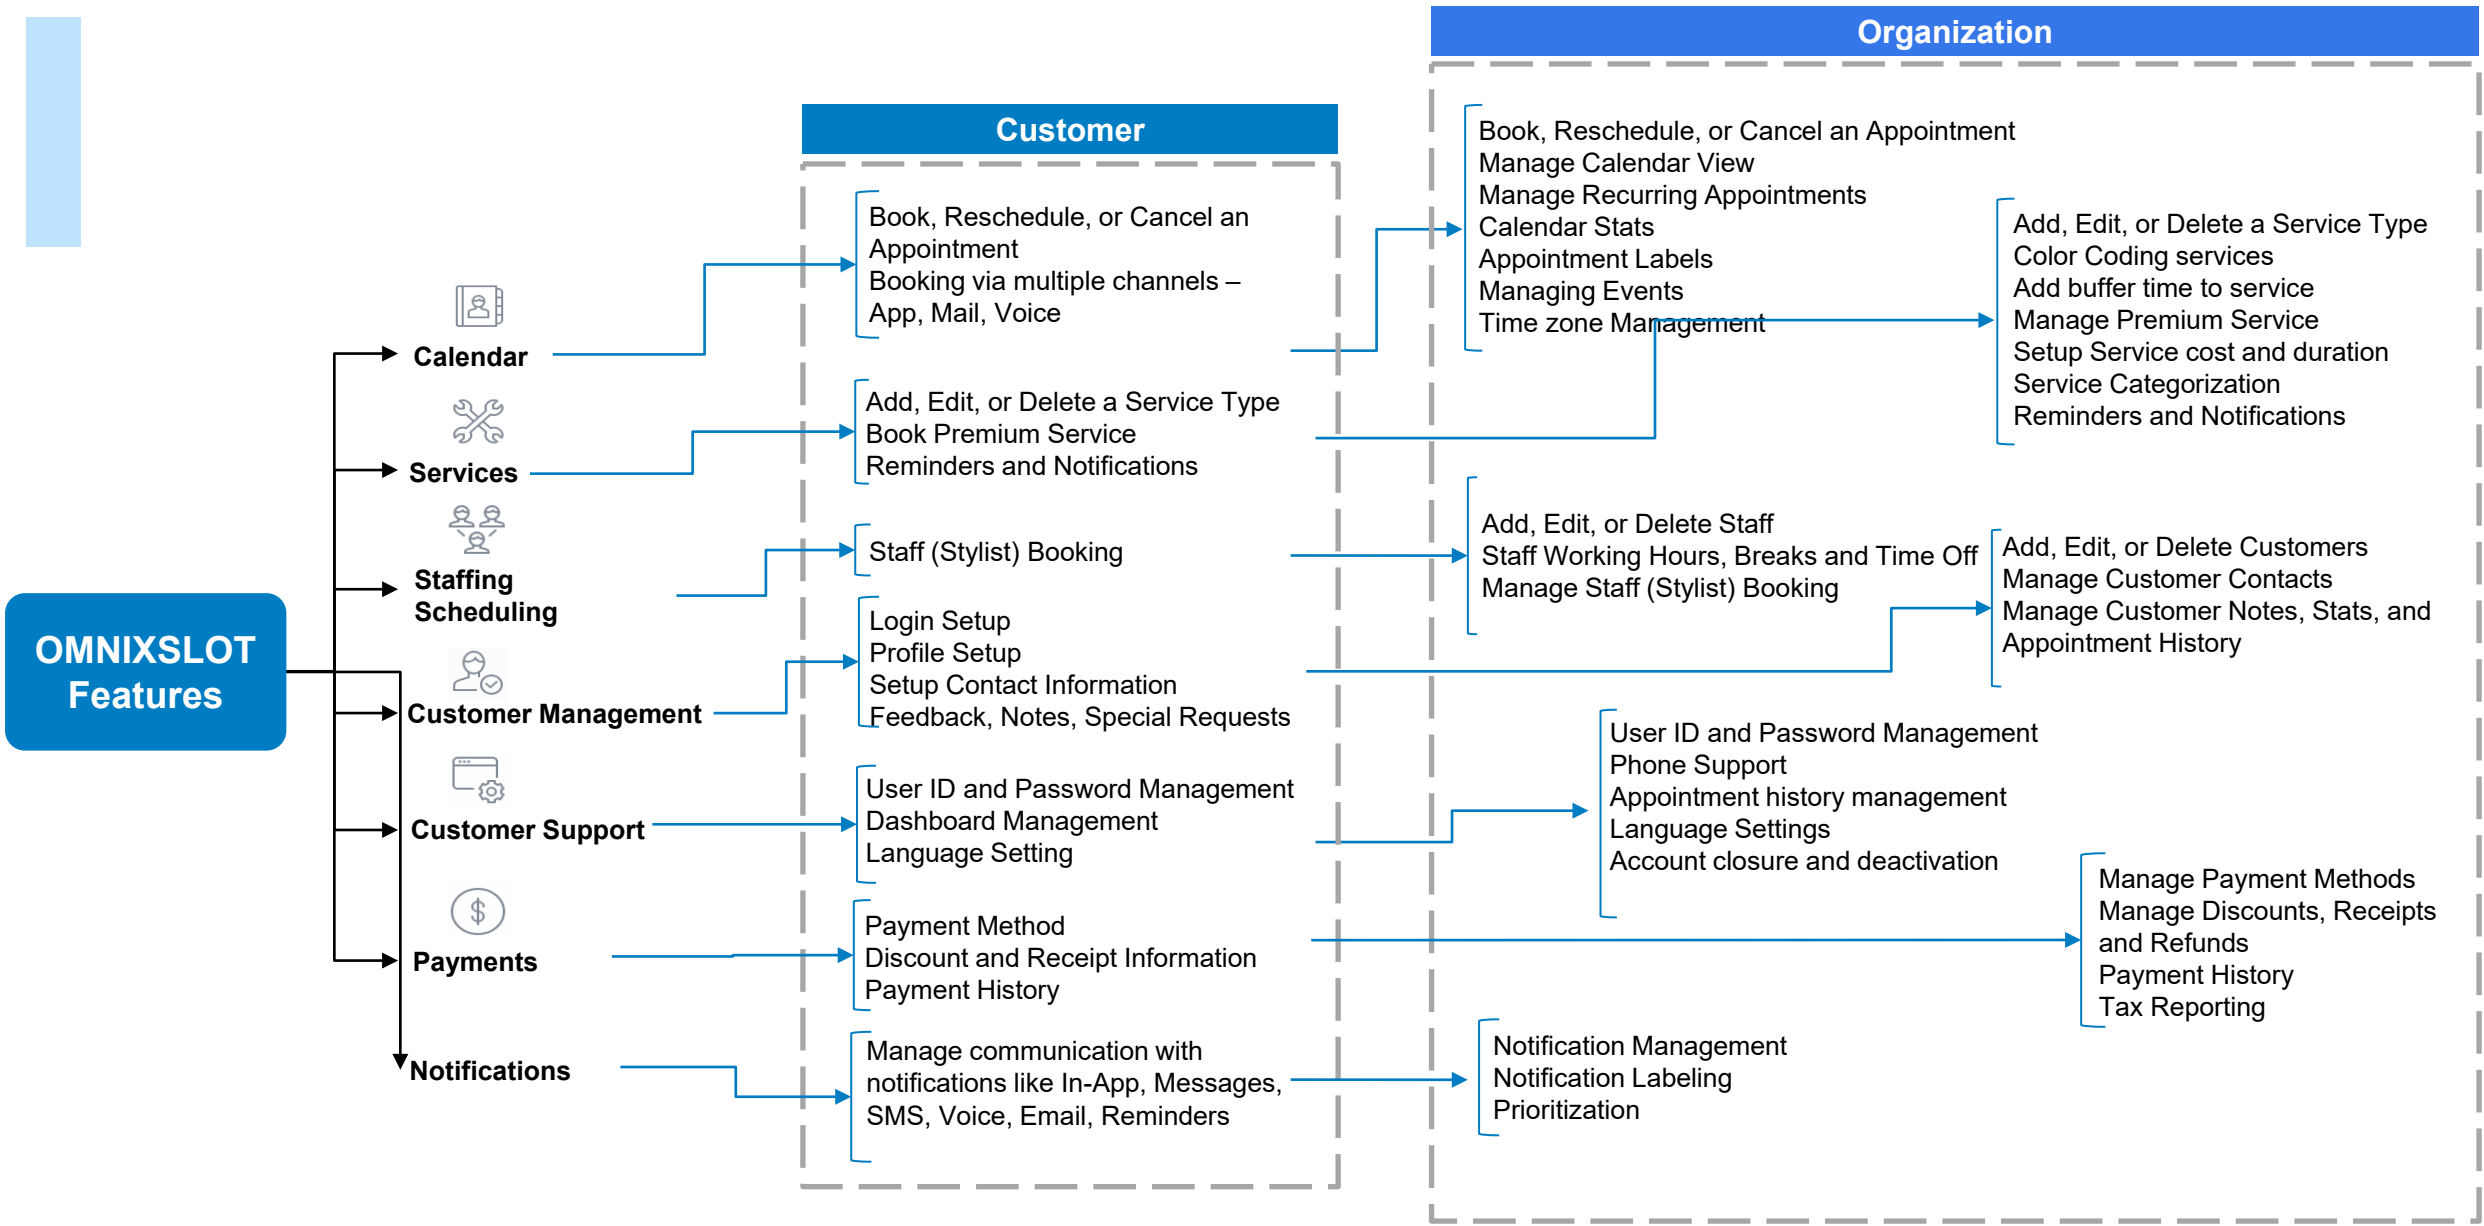 Organization
Customer
Book, Reschedule, or Cancel an Appointment
Manage Calendar View
Manage Recurring Appointments
Calendar Stats
Appointment Labels
Managing Events
Time zone Management
Add, Edit, or Delete a Service Type
Color Coding services
Add buffer time to service
Manage Premium Service
Setup Service cost and duration
Service Categorization
Reminders and Notifications
Book, Reschedule, or Cancel an
Appointment
Booking via multiple channels –
App, Mail, Voice
Calendar
Add, Edit, or Delete a Service Type
Book Premium Service
Reminders and Notifications
Services
Staff (Stylist) Booking
Staffing
Scheduling
Add, Edit, or Delete Staff
Staff Working Hours, Breaks and Time Off
Manage Staff (Stylist) Booking
Add, Edit, or Delete Customers
Manage Customer Contacts
Manage Customer Notes, Stats, and
Appointment History
OMNIXSLOT
Features
Login Setup
Profile Setup
Setup Contact Information
Feedback, Notes, Special Requests
Customer Management
User ID and Password Management
Phone Support
Appointment history management
Language Settings
Account closure and deactivation
User ID and Password Management
Dashboard Management
Language Setting
Customer Support
Manage Payment Methods
Manage Discounts, Receipts
and Refunds
Payment History
Tax Reporting
$
Payment Method
Discount and Receipt Information
Payment History
Payments
Manage communication with
notifications like In-App, Messages,
SMS, Voice, Email, Reminders
Notifications
Notification Management
Notification Labeling
Prioritization